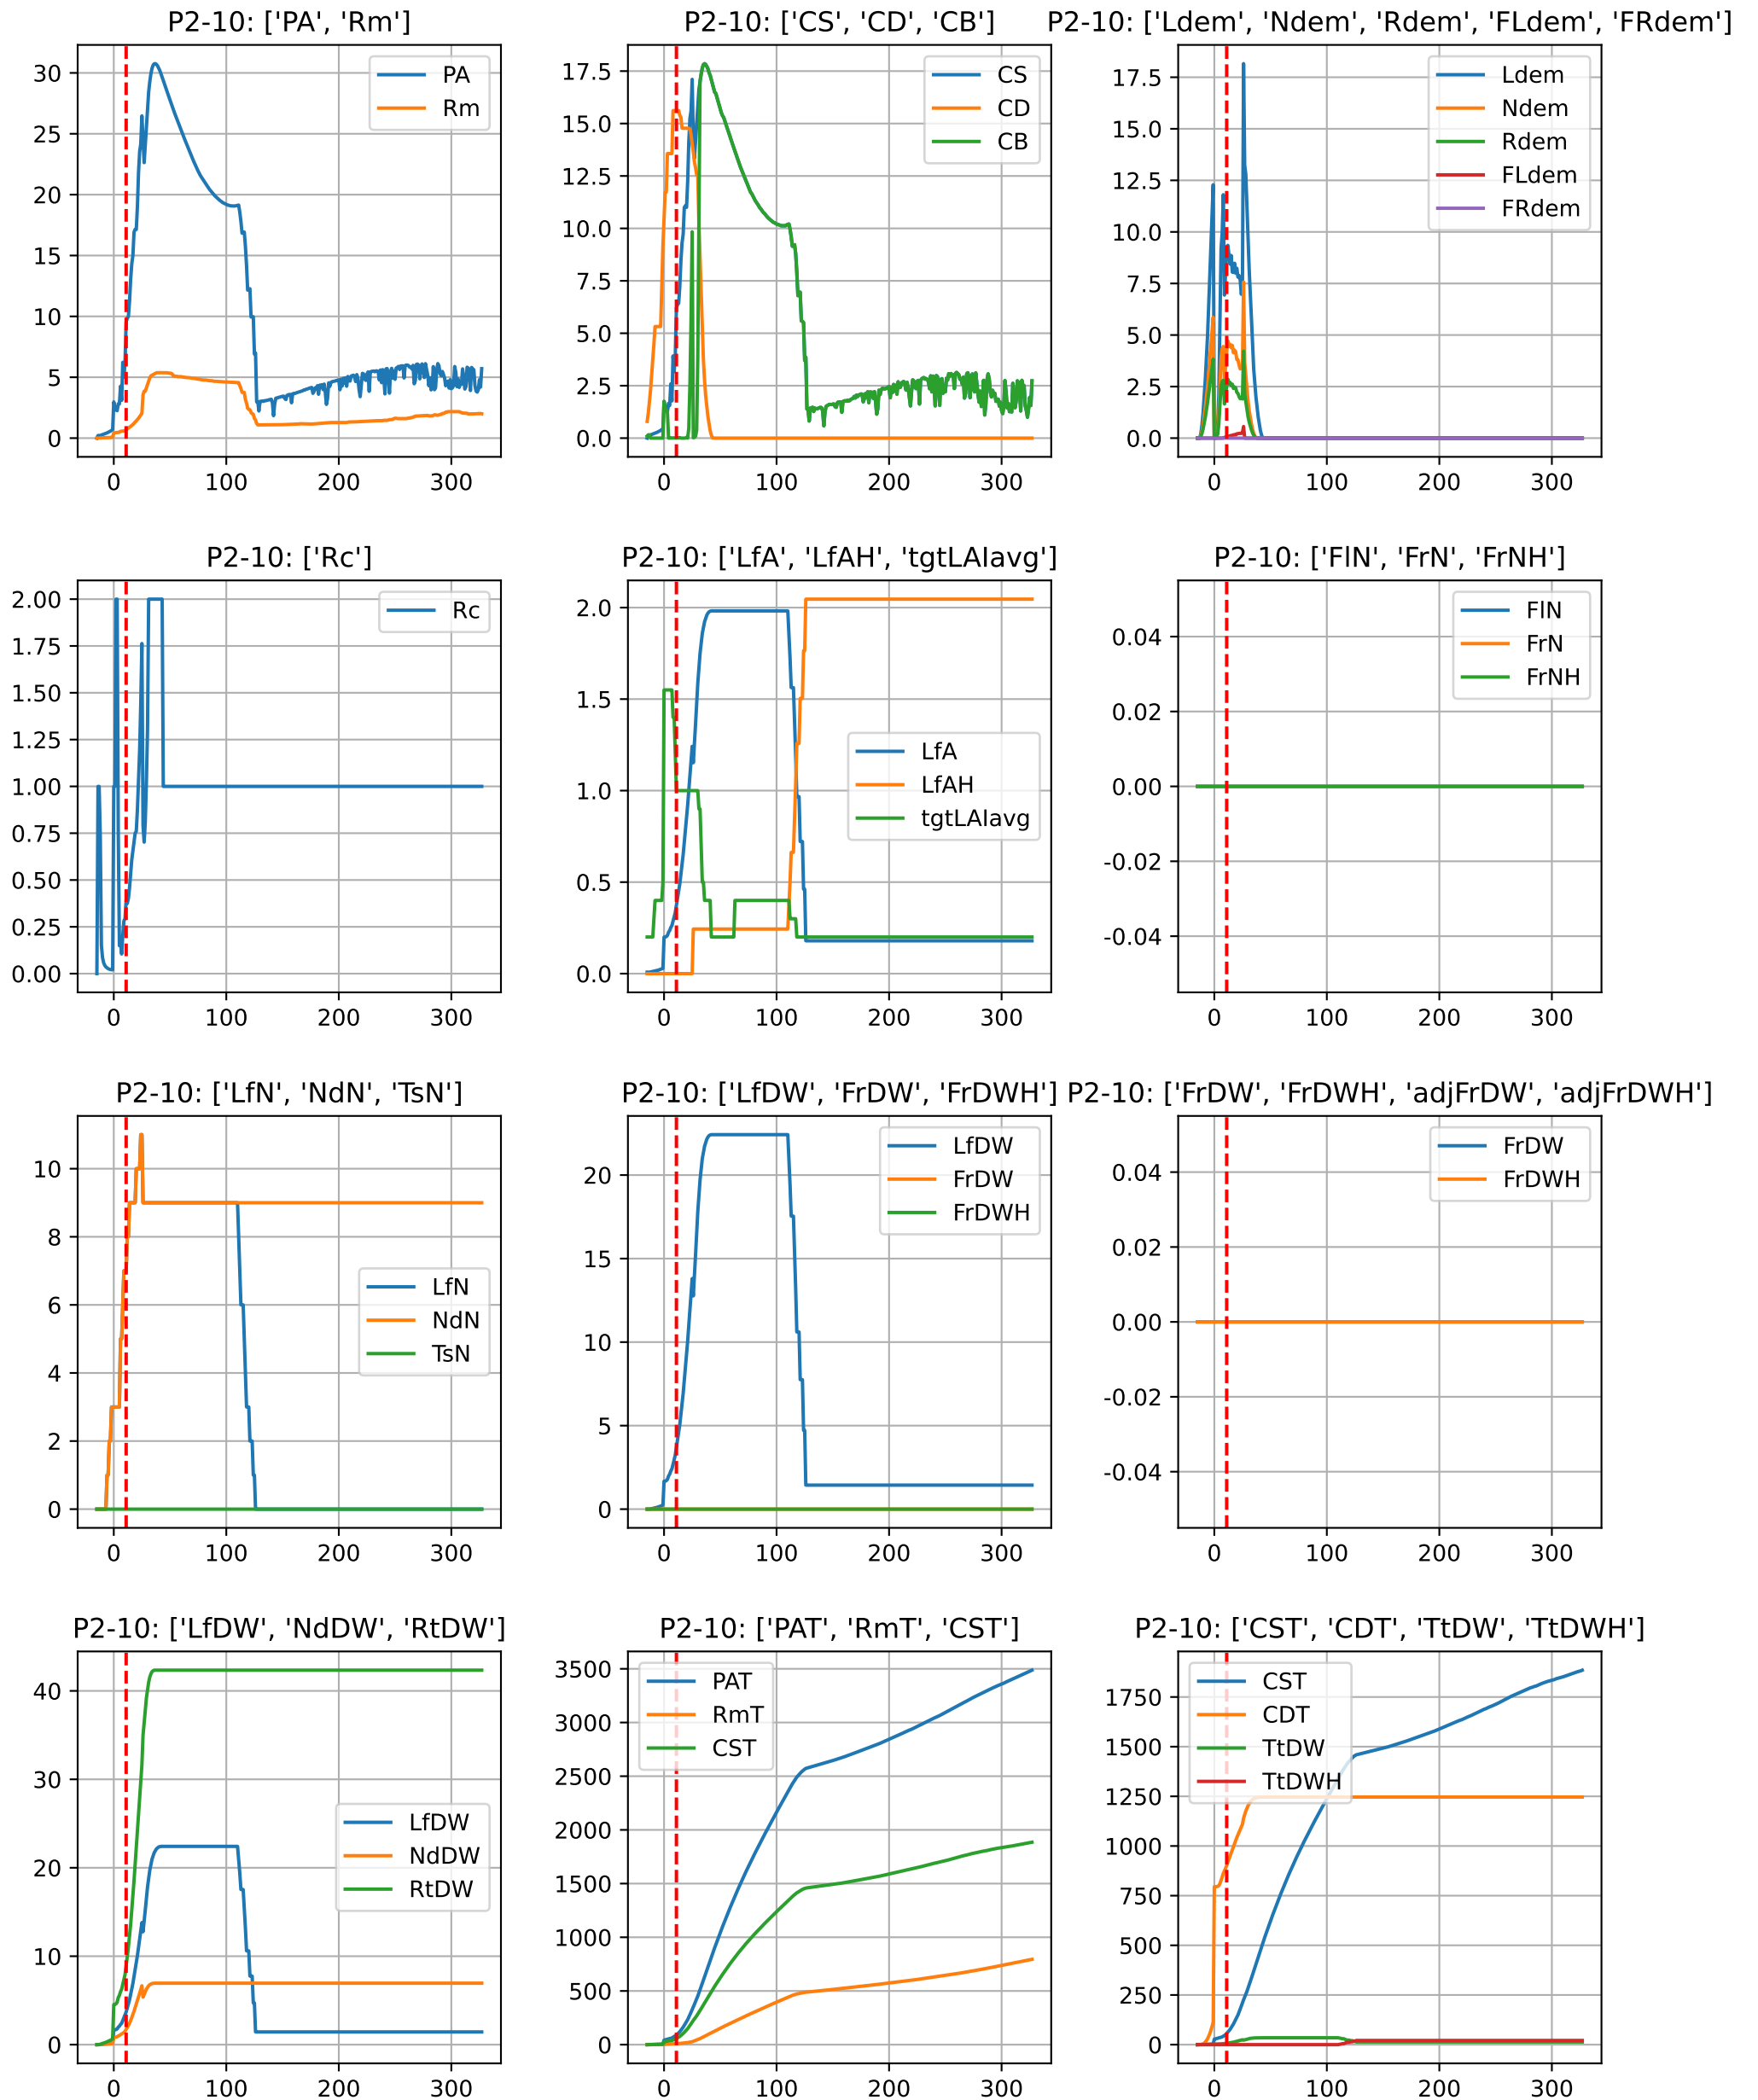 P2-10: ['PA', 'Rm']
30
25
20
15
10
5
0
0 100 200 300
PA
Rm
P2-10: ['CS', 'CD', 'CB']
17.5
15.0
12.5
10.0
7.5
5.0
2.5
0.0
0 100 200 300
CS
CD
CB
P2-10: ['Ldem', 'Ndem', 'Rdem', 'FLdem', 'FRdem']
17.5
15.0
12.5
10.0
7.5
5.0
2.5
0.0
0 100 200 300
Ldem
Ndem
Rdem
FLdem
FRdem
P2-10: ['Rc']
2.00
1.75
1.50
1.25
1.00
0.75
0.50
0.25
0.00
0 100 200 300
Rc
P2-10: ['LfA', 'LfAH', 'tgtLAIavg']
2.0
1.5
1.0
0.5
0.0
0 100 200 300
LfA
LfAH
tgtLAIavg
P2-10: ['FlN', 'FrN', 'FrNH']
0.04
0.02
0.00
-0.02
-0.04
0 100 200 300
FlN
FrN
FrNH
P2-10: ['LfN', 'NdN', 'TsN']
10
8
6
4
2
0
0 100 200 300
LfN
NdN
TsN
P2-10: ['LfDW', 'FrDW', 'FrDWH']
20
15
10
5
0
0 100 200 300
LfDW
FrDW
FrDWH
P2-10: ['FrDW', 'FrDWH', 'adjFrDW', 'adjFrDWH']
0.04
0.02
0.00
-0.02
-0.04
0 100 200 300
FrDW
FrDWH
P2-10: ['LfDW', 'NdDW', 'RtDW']
40
30
20
10
0
0 100 200 300
LfDW
NdDW
RtDW
P2-10: ['PAT', 'RmT', 'CST']
3500
3000
2500
2000
1500
1000
500
0
0 100 200 300
PAT
RmT
CST
P2-10: ['CST', 'CDT', 'TtDW', 'TtDWH']
1750
1500
1250
1000
750
500
250
0
0 100 200 300
CST
CDT
TtDW
TtDWH